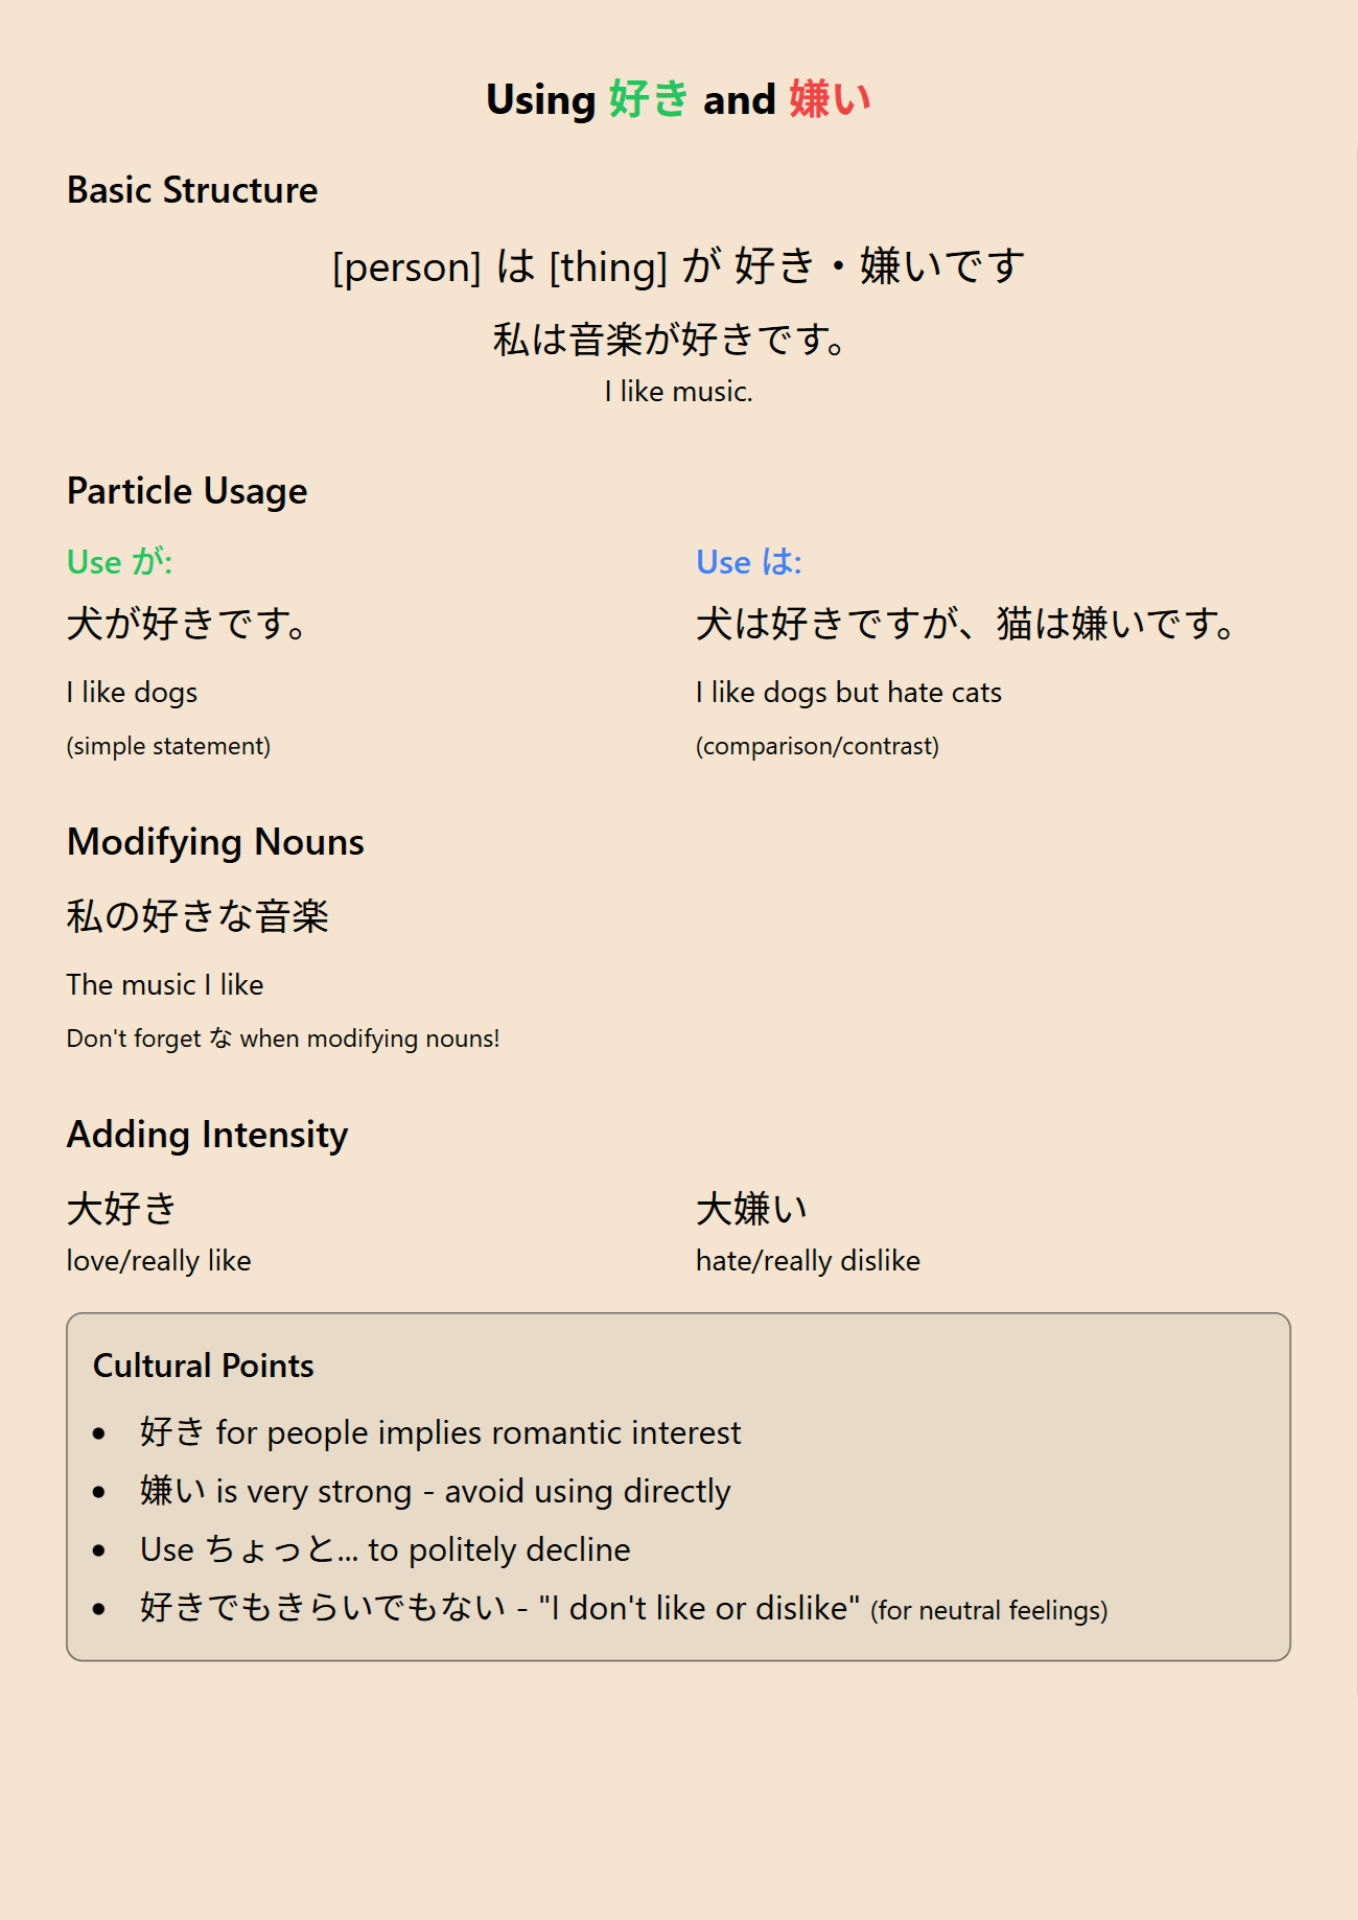 Using 好き and 嫌い
Basic Structure
[person] は [thing] が 好き・嫌いです
私は音楽が好きです。
I like music.
Particle Usage
Use が:
犬が好きです。
I like dogs
(simple statement)
Use は:
犬は好きですが、猫は嫌いです。
I like dogs but hate cats
(comparison/contrast)
Modifying Nouns
私の好きな音楽
The music I like
Don't forget な when modifying nouns!
Adding Intensity
大好き
love/really like
大嫌い
hate/really dislike
Cultural Points
• 好き for people implies romantic interest
• 嫌い is very strong - avoid using directly
• Use ちょっと... to politely decline
• 好きでもきらいでもない - "I don't like or dislike" (for neutral feelings)